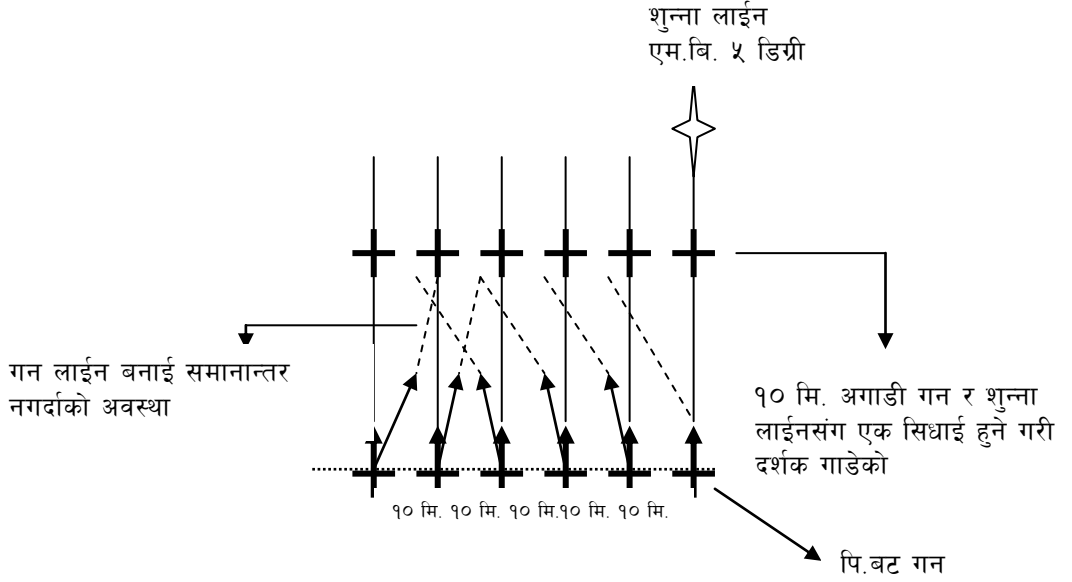 शुन्ना लाईन
एम.बि. ५ डिग्री
गन लाईन बनाई समानान्तर
नगर्दाको अवस्था
१० मि. अगाडी गन र शुन्ना
लाईनसंग एक सिधाई हुने गरी
दर्शक गाडेको
१० मि. १० मि. १० मि.१० मि. १० मि.
पि.बट गन